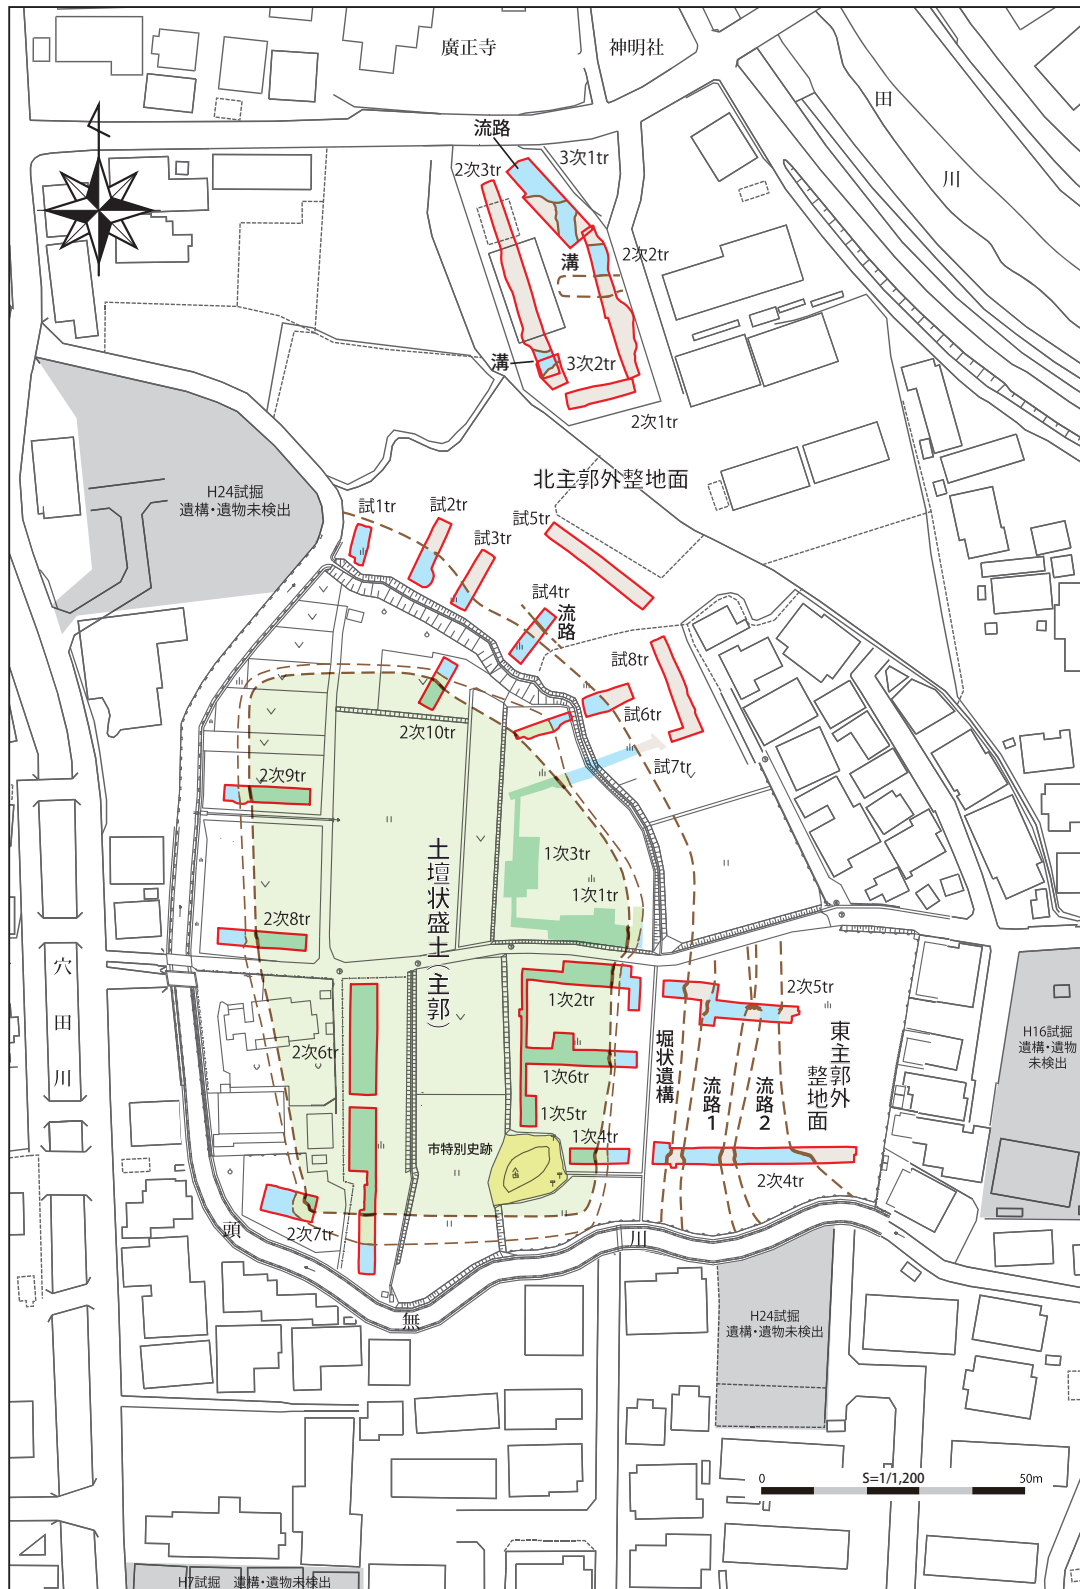 廣正寺
神明社
田
川
流路
3次1tr
2次3tr
2次2tr
溝
溝
3次2tr
2次1tr
北主郭外整地面
H24試掘
遺構・遺物未検出
試1tr
試2tr
試3tr
試5tr
試4tr
流路
試8tr
試6tr
試7tr
2次10tr
2次9tr
土壇状盛土(主郭)
1次3tr
1次1tr
2次8tr
穴
田
川
1次2tr
2次5tr
H16試掘
遺構・遺物
未検出
東主郭外
整地面
堀状遺構
2次6tr
1次6tr
流路1
流路2
1次5tr
1次4tr
市特別史跡
2次4tr
2次7tr
頭
川
無
H24試掘
遺構・遺物未検出
0
S=1/1,200
50m
H7試掘 遺構・遺物未検出